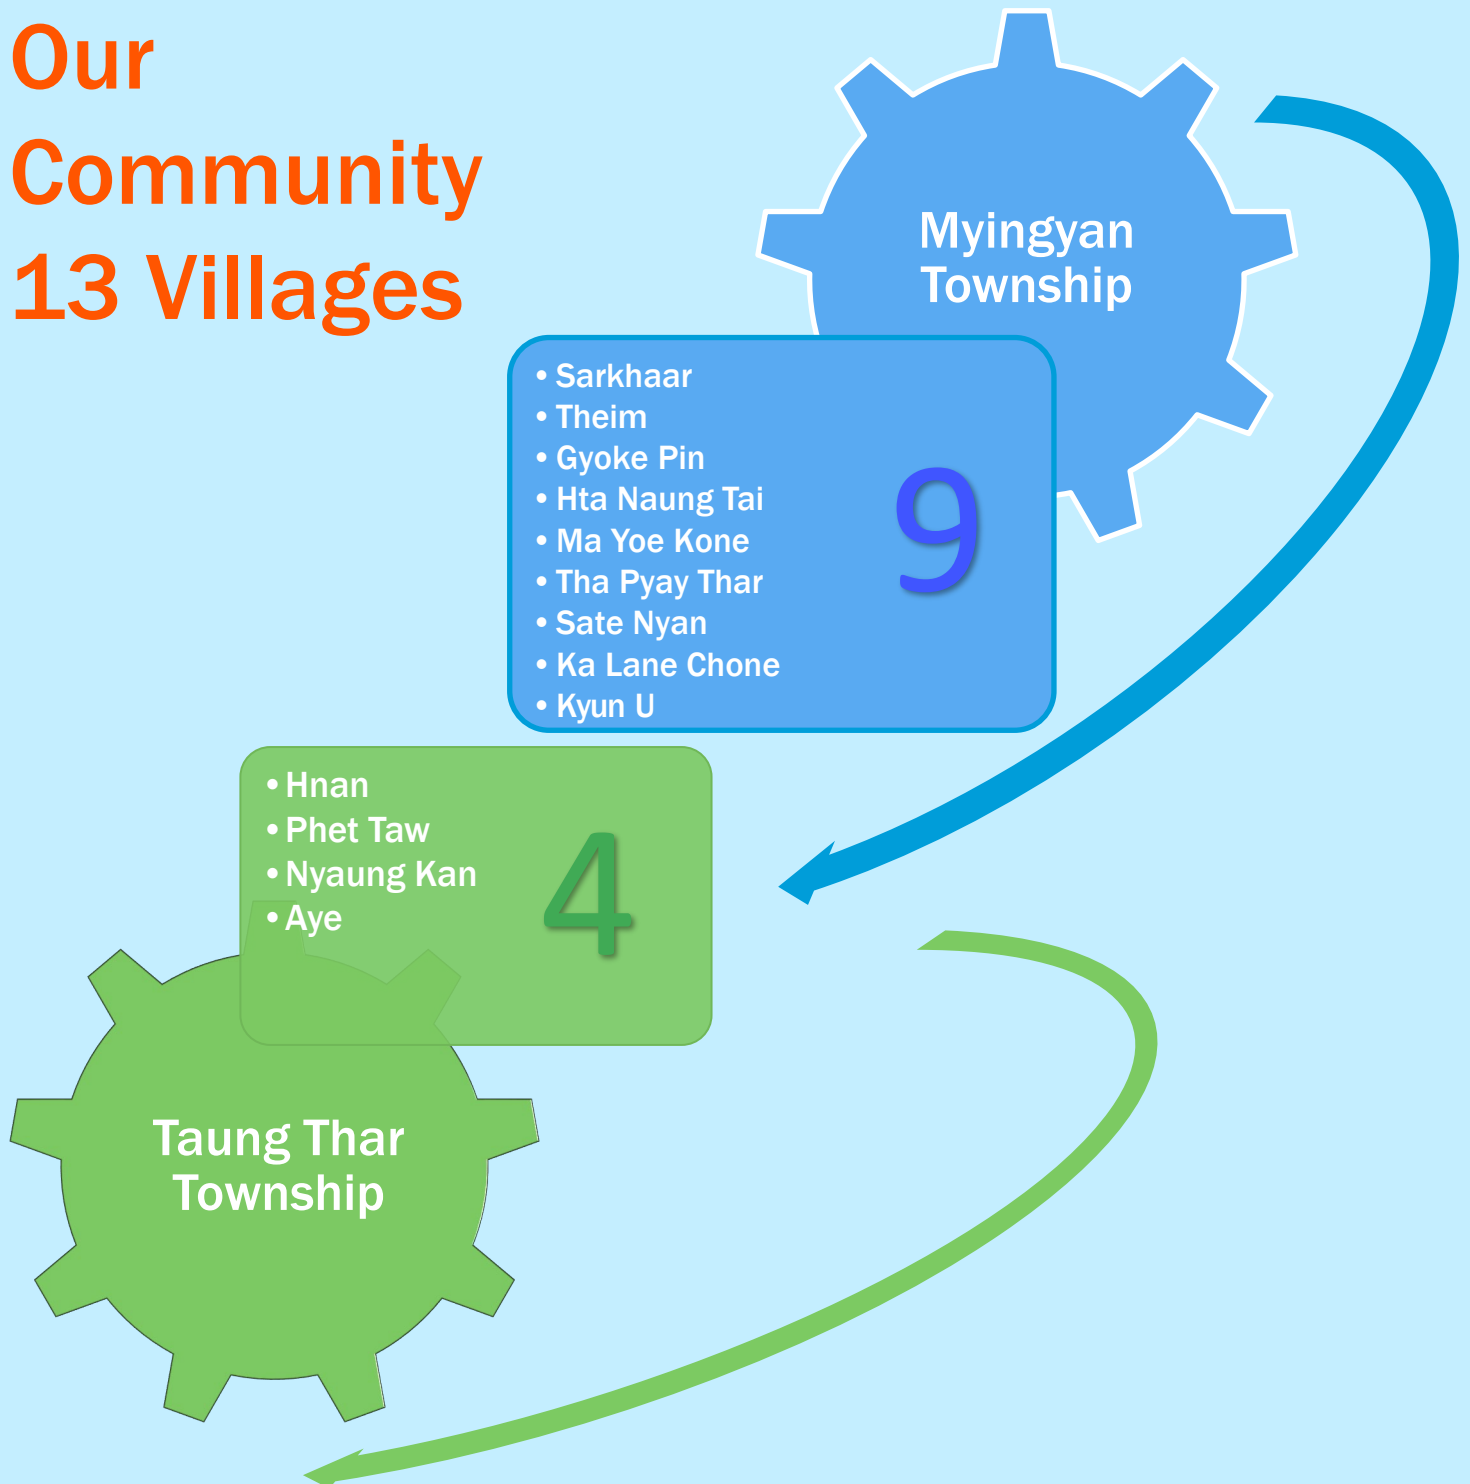 Our
Community
13 Villages
Myingyan
Township
• Sarkhaar
• Theim
• Gyoke Pin
• Hta Naung Tai
• Ma Yoe Kone
• Tha Pyay Thar
• Sate Nyan
• Ka Lane Chone
• Kyun U
9
• Hnan
• Phet Taw
• Nyaung Kan
• Aye
4
Taung Thar
Township